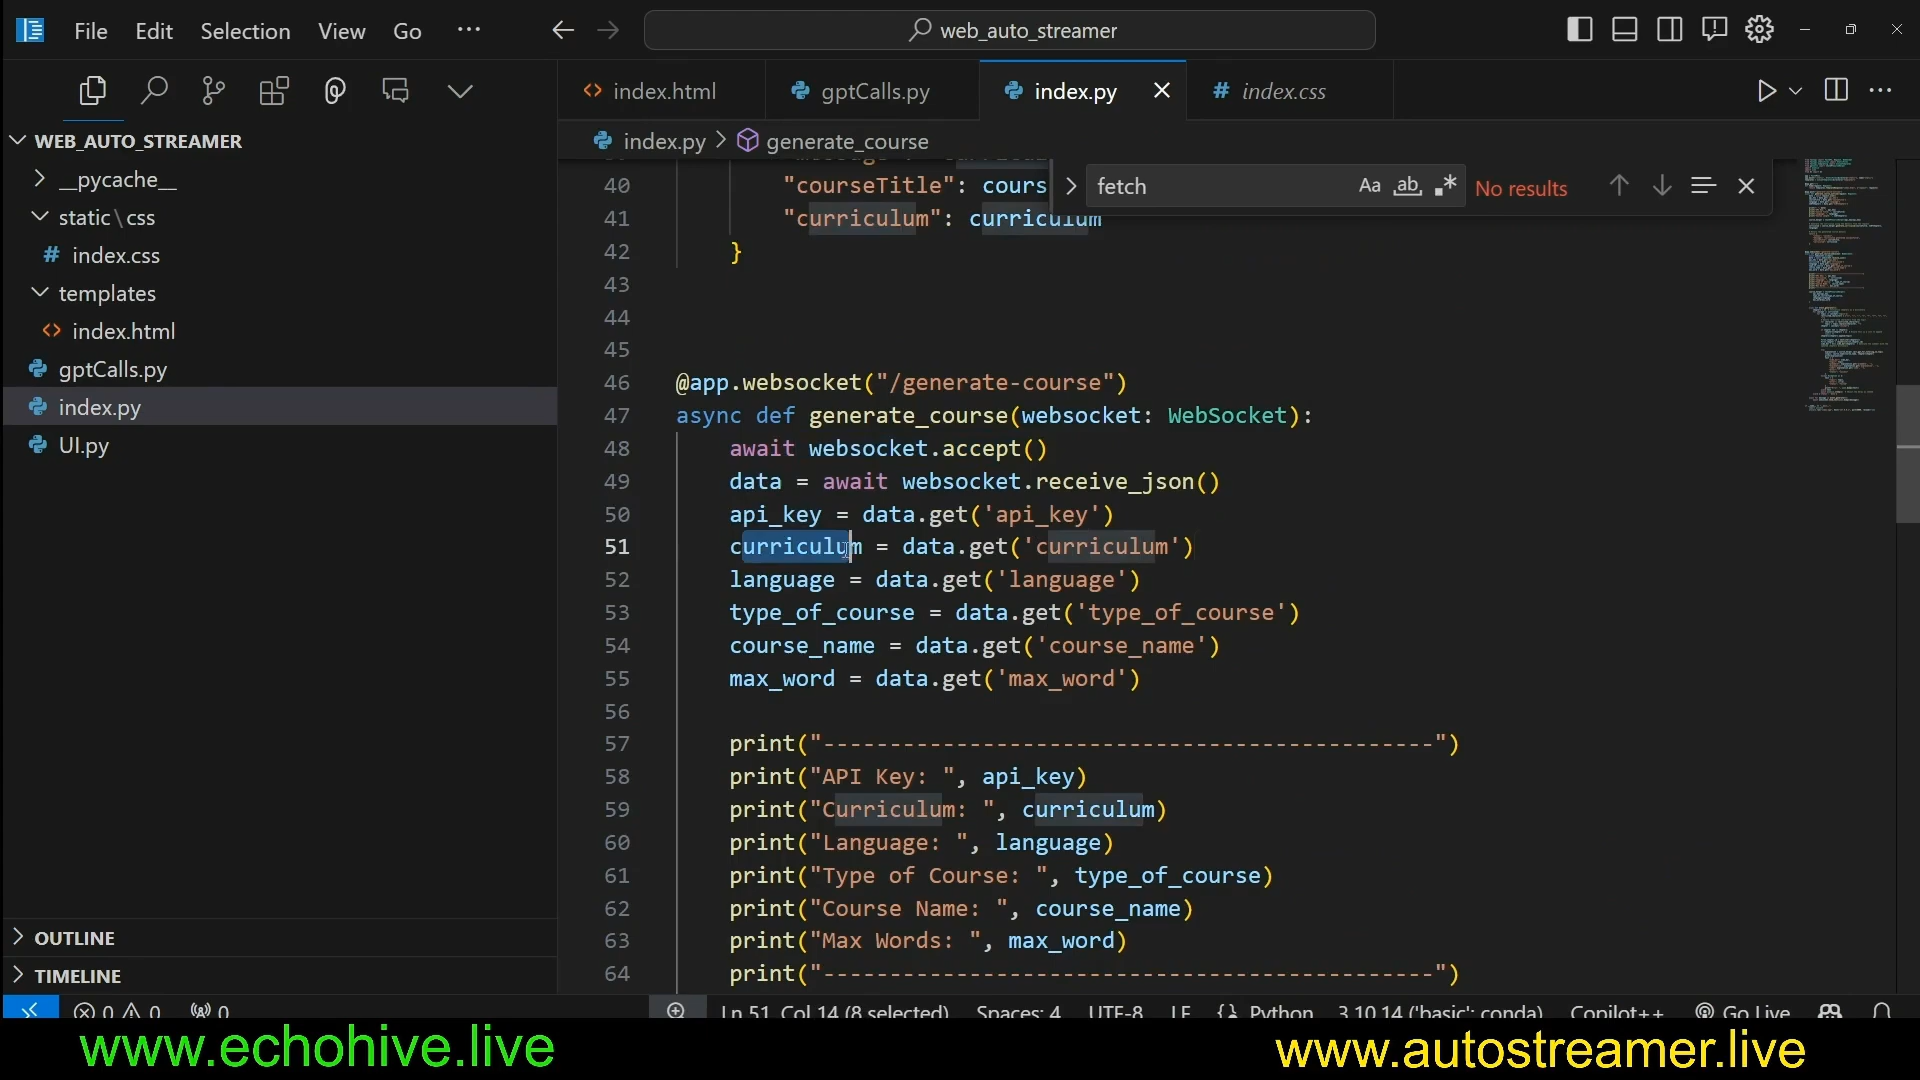 File Edit Selection View Go ··· web_auto_streamer
index.html gptCalls.py index.py index.css
WEB_AUTO_STREAMER
index.py > generate_course
__pycache__
static\css
index.css
templates
index.html
gptCalls.py
index.py
UI.py
OUTLINE
TIMELINE
fetch Aa ab .* No results
40 "courseTitle": cours
41 "curriculum": curriculum
42 }
43
44
45
46 @app.websocket("/generate-course")
47 async def generate_course(websocket: WebSocket):
48 await websocket.accept()
49 data = await websocket.receive_json()
50 api_key = data.get('api_key')
51 curriculum = data.get('curriculum')
52 language = data.get('language')
53 type_of_course = data.get('type_of_course')
54 course_name = data.get('course_name')
55 max_word = data.get('max_word')
56
57 print("----------------------------------------------")
58 print("API Key: ", api_key)
59 print("Curriculum: ", curriculum)
60 print("Language: ", language)
61 print("Type of Course: ", type_of_course)
62 print("Course Name: ", course_name)
63 print("Max Words: ", max_word)
64 print("----------------------------------------------")
0 0 0 Ln 51, Col 14 (8 selected) Spaces: 4 UTF-8 LF Python 3.10.14 ('basic': conda) Copilot++ Go Live
www.echohive.live
www.autostreamer.live